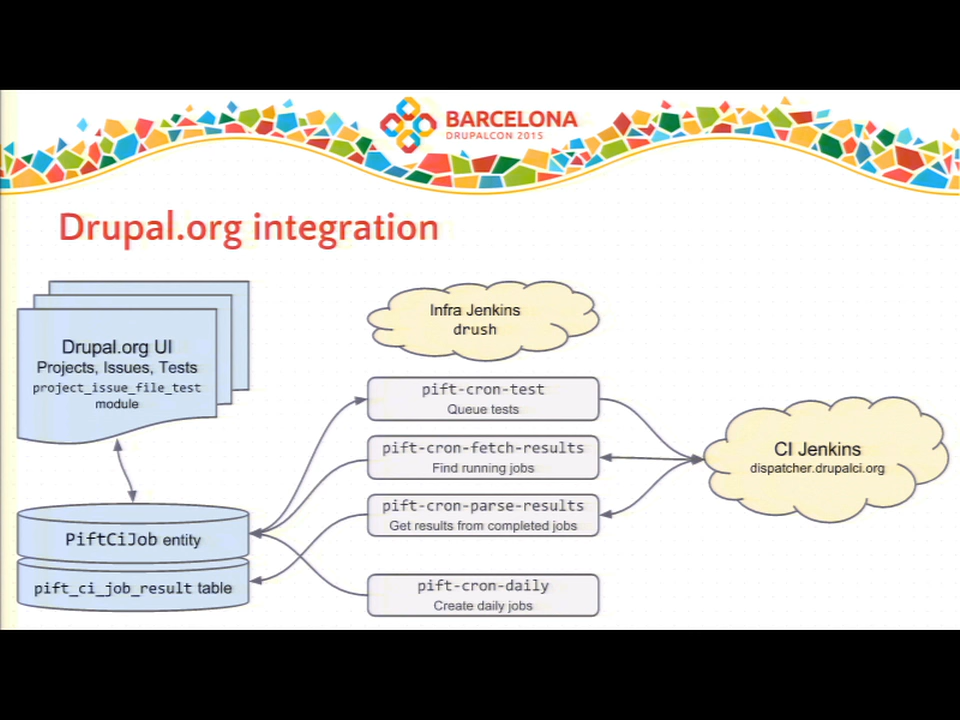 BARCELONA
DRUPALCON 2015
Drupal.org integration
Drupal.org UI
Projects, Issues, Tests
project_issue_file_test
module
PiftCiJob entity
pift_ci_job_result table
Infra Jenkins
drush
pift-cron-test
Queue tests
pift-cron-fetch-results
Find running jobs
pift-cron-parse-results
Get results from completed jobs
pift-cron-daily
Create daily jobs
CI Jenkins
dispatcher.drupalci.org